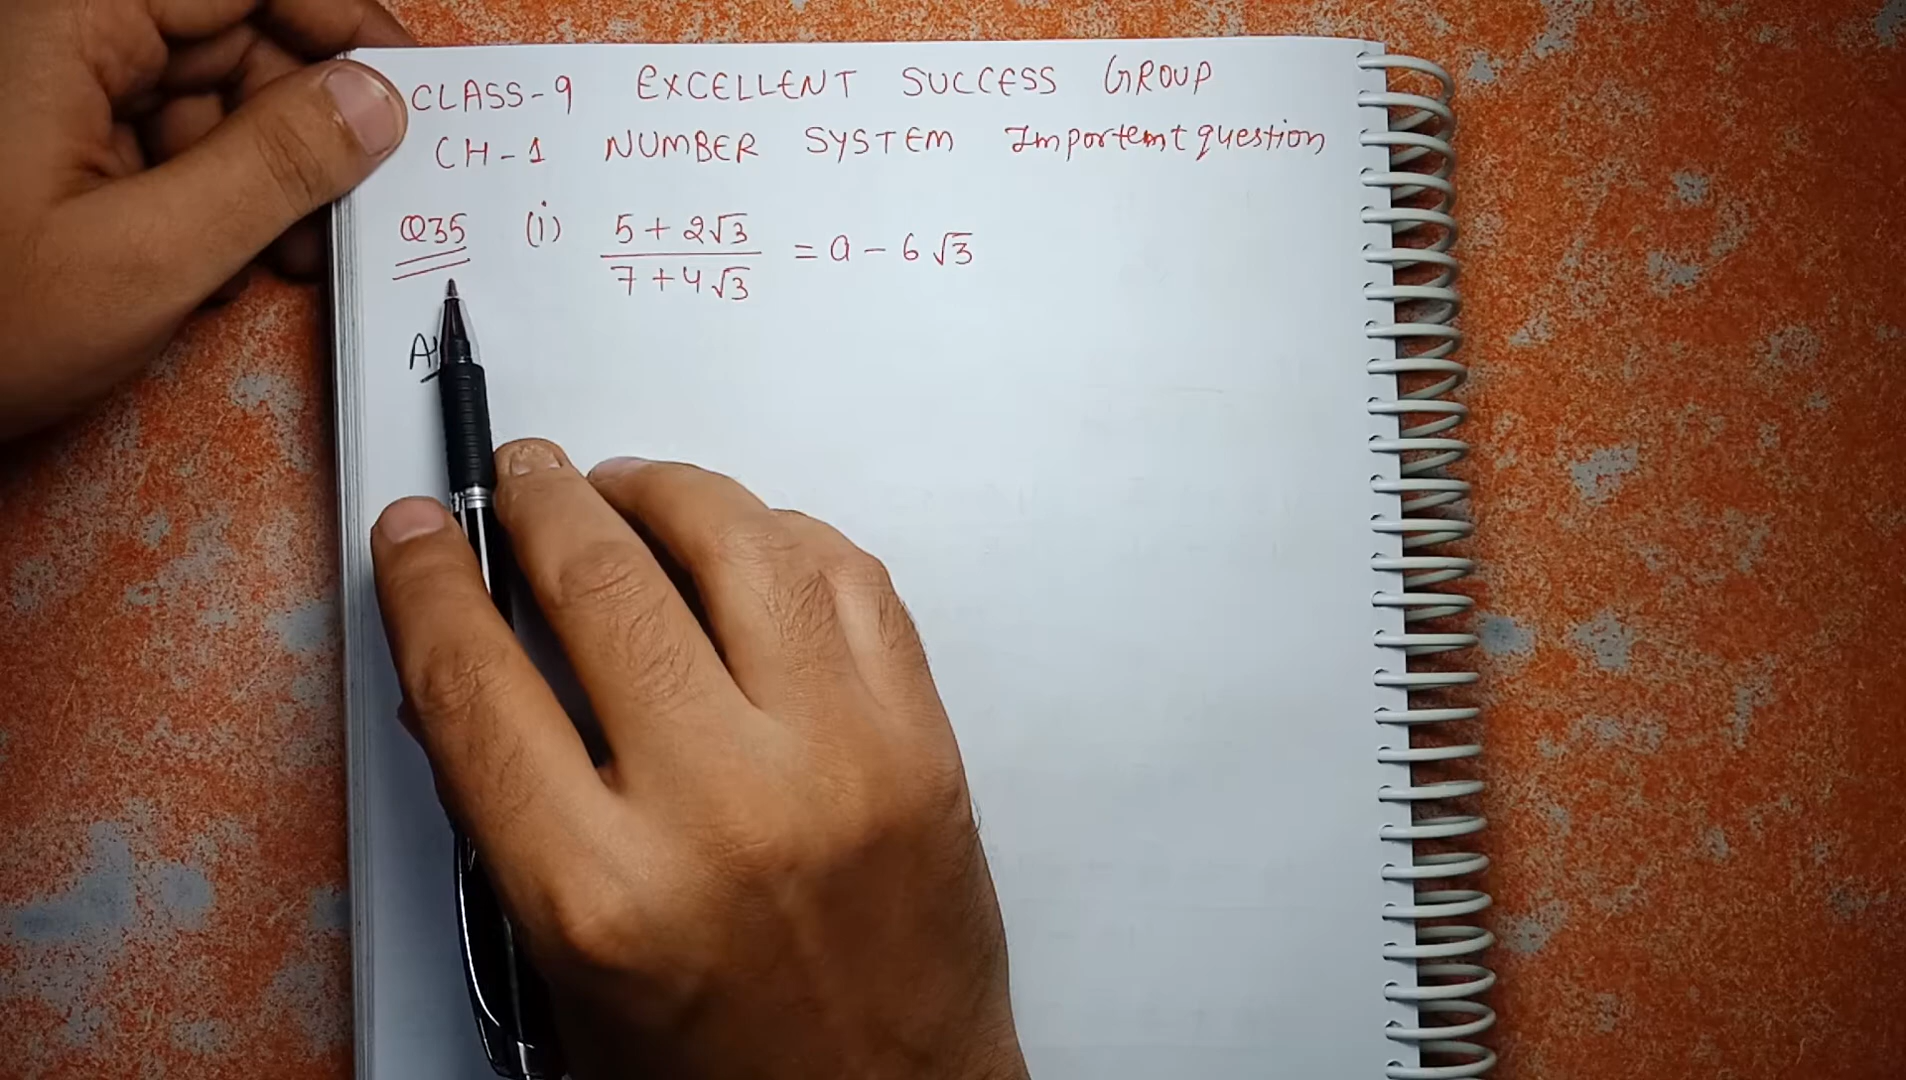 CLASS-9 EXCELLENT SUCCESS GROUP
CH-1 NUMBER SYSTEM Importemt question
Q35 (i) 5+2√3 / 7+4√3 = a - 6√3